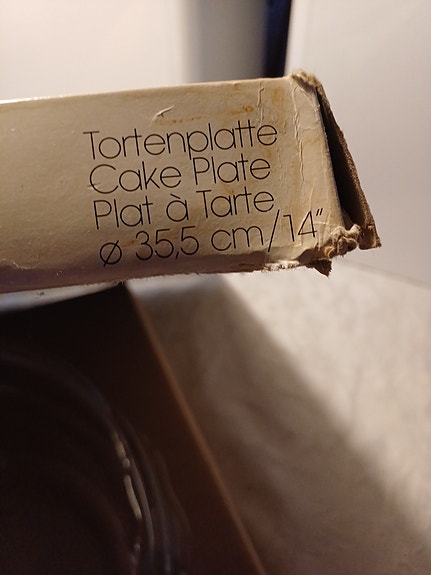 Tortenplatte
Cake Plate
Plat à Tarte
ø 35,5 cm/14"